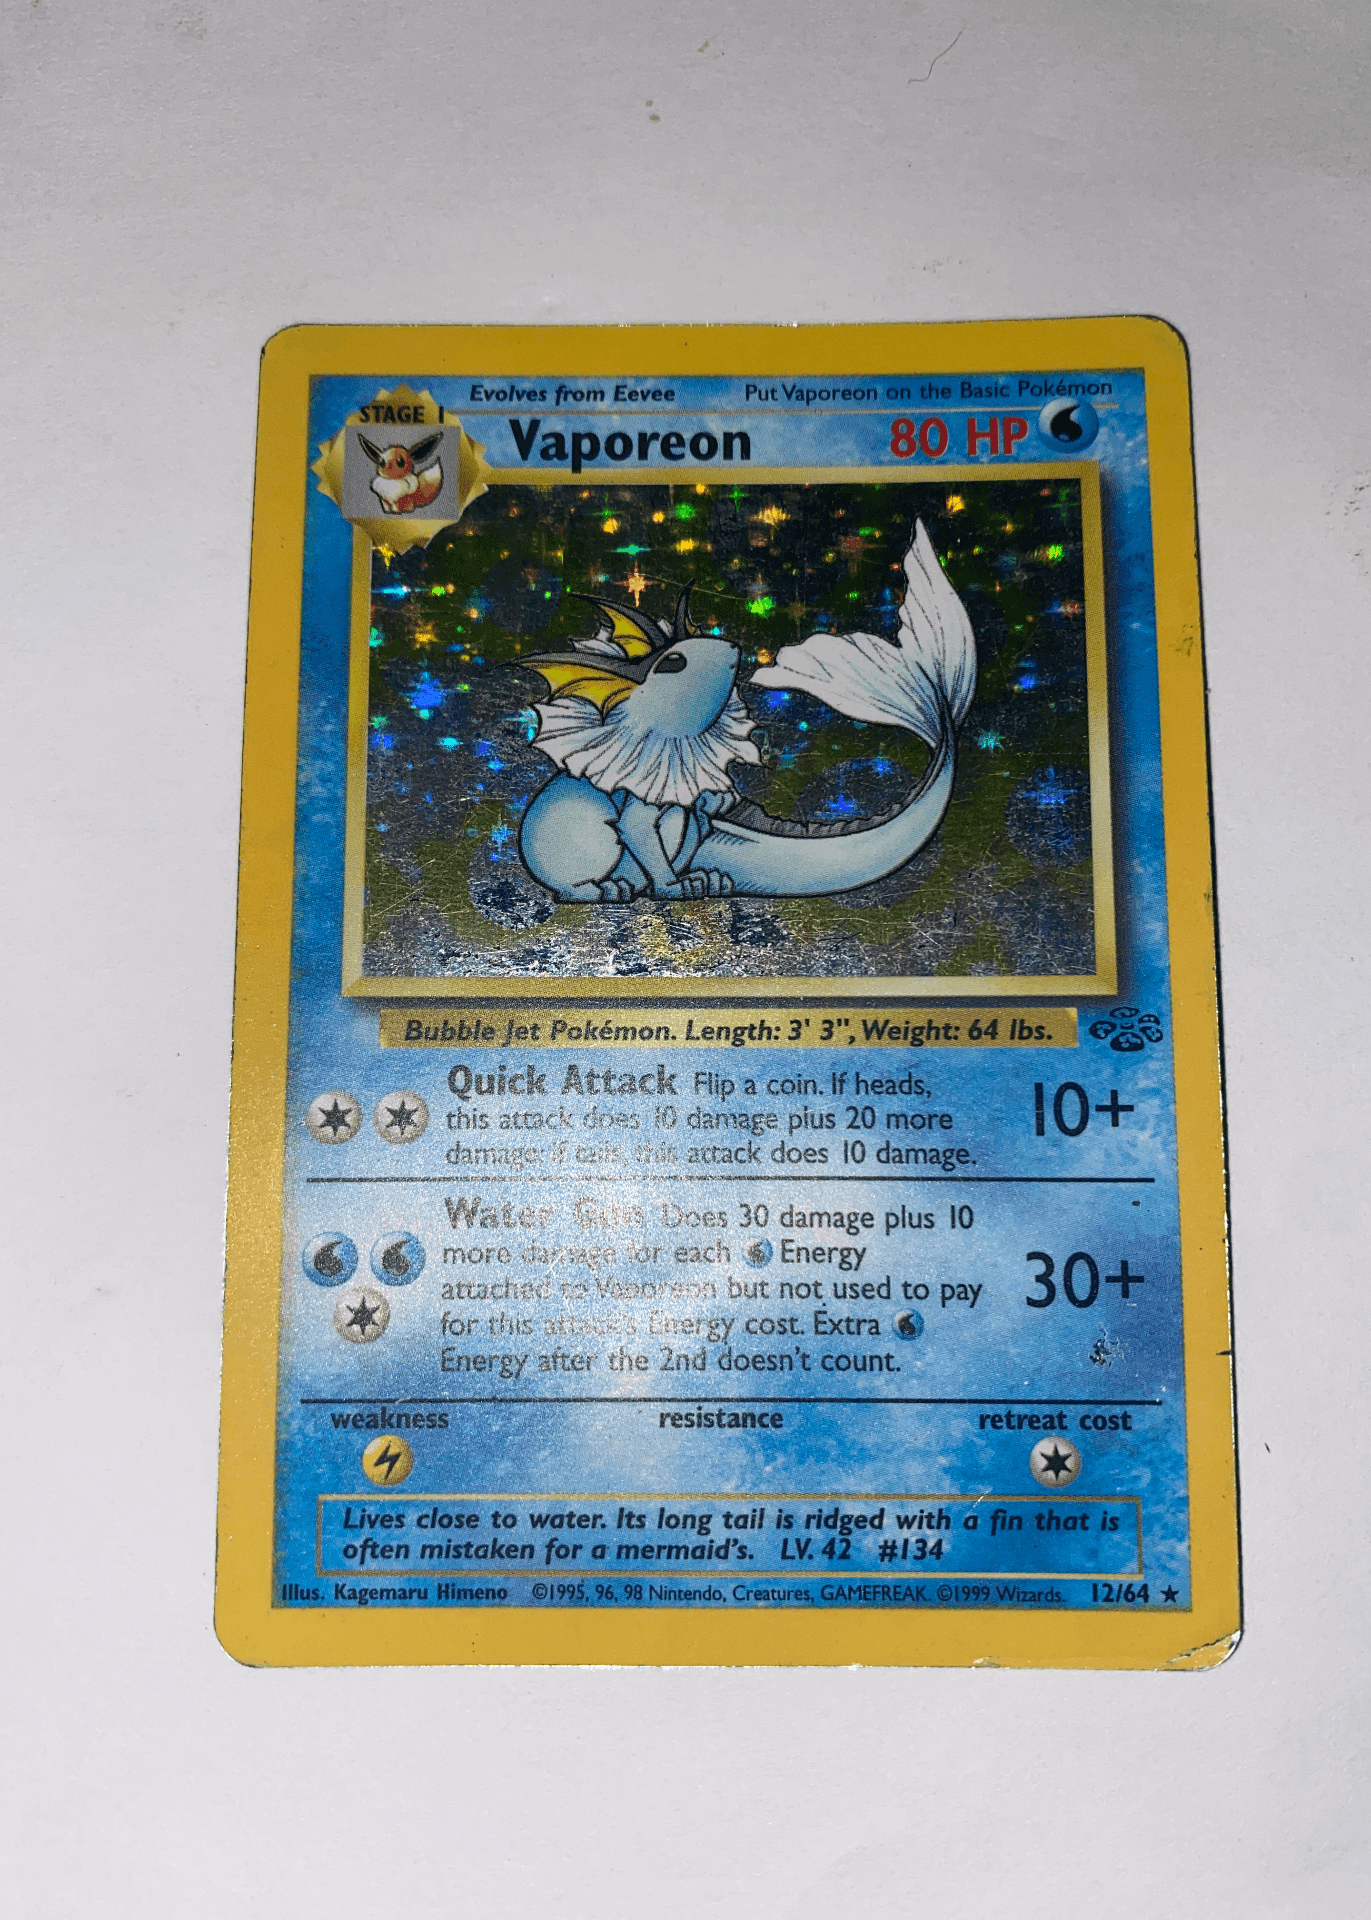 Evolves from Eevee Put Vaporeon on the Basic Pokémon
STAGE 1
Vaporeon 80 HP
Bubble Jet Pokémon. Length: 3' 3", Weight: 64 lbs.
Quick Attack Flip a coin. If heads,
this attack does 10 damage plus 20 more
damage; if tails, this attack does 10 damage.
10+
Water Gun Does 30 damage plus 10
more damage for each Energy
attached to Vaporeon but not used to pay
for this attack's Energy cost. Extra
Energy after the 2nd doesn't count.
30+
weakness resistance retreat cost
Lives close to water. Its long tail is ridged with a fin that is
often mistaken for a mermaid's. LV. 42 #134
Illus. Kagemaru Himeno ©1995, 96, 98 Nintendo, Creatures, GAMEFREAK. ©1999 Wizards. 12/64 ★